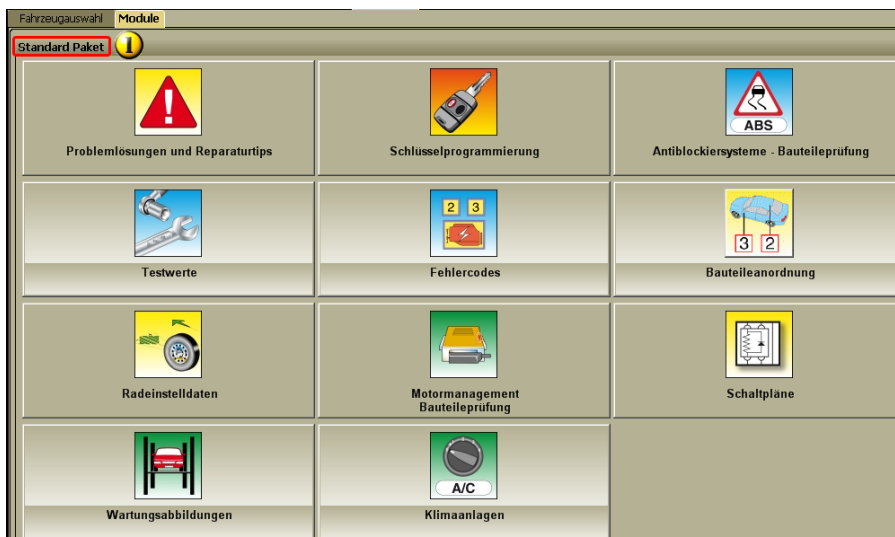 Fahrzeugauswahl Module
Standard Paket 1
Problemlösungen und Reparaturtips
Schlüsselprogrammierung
ABS
Antiblockiersysteme - Bauteileprüfung
Testwerte
2 3
Fehlercodes
3 2
Bauteileanordnung
Radeinstelldaten
Motormanagement
Bauteileprüfung
Schaltpläne
Wartungsabbildungen
A/C
Klimaanlagen